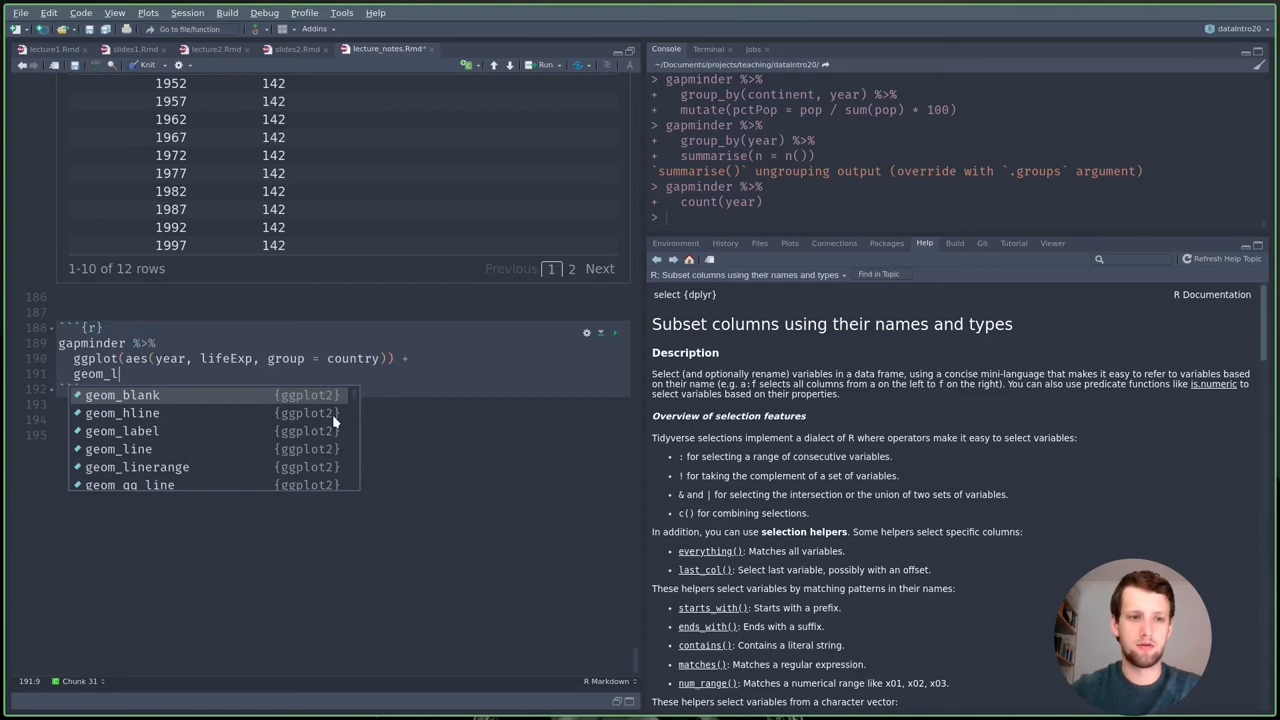 File Edit Code View Plots Session Build Debug Profile Tools Help
Go to file/function Addins dataIntro20
lecture1.Rmd slides1.Rmd lecture2.Rmd slides2.Rmd lecture_notes.Rmd*
Knit Run
1952 142
1957 142
1962 142
1967 142
1972 142
1977 142
1982 142
1987 142
1992 142
1997 142
1-10 of 12 rows Previous 1 2 Next
186
187
188 ```{r}
189 gapminder %>%
190 ggplot(aes(year, lifeExp, group = country)) +
191 geom_l
192 ```
193
194
195
geom_blank {ggplot2}
geom_hline {ggplot2}
geom_label {ggplot2}
geom_line {ggplot2}
geom_linerange {ggplot2}
geom_qq_line {ggplot2}
191:9 Chunk 31 R Markdown
Console Terminal Jobs
~/Documents/projects/teaching/dataIntro20/
> gapminder %>%
+ group_by(continent, year) %>%
+ mutate(pctPop = pop / sum(pop) * 100)
> gapminder %>%
+ group_by(year) %>%
+ summarise(n = n())
`summarise()` ungrouping output (override with `.groups` argument)
> gapminder %>%
+ count(year)
>
Environment History Files Plots Connections Packages Help Build Git Tutorial Viewer
Refresh Help Topic
R: Subset columns using their names and types Find in Topic
select {dplyr} R Documentation
Subset columns using their names and types
Description
Select (and optionally rename) variables in a data frame, using a concise mini-language that makes it easy to refer to variables based
on their name (e.g. a:f selects all columns from a on the left to f on the right). You can also use predicate functions like is.numeric to
select variables based on their properties.
Overview of selection features
Tidyverse selections implement a dialect of R where operators make it easy to select variables:
• : for selecting a range of consecutive variables.
• ! for taking the complement of a set of variables.
• & and | for selecting the intersection or the union of two sets of variables.
• c() for combining selections.
In addition, you can use selection helpers. Some helpers select specific columns:
• everything(): Matches all variables.
• last_col(): Select last variable, possibly with an offset.
These helpers select variables by matching patterns in their names:
• starts_with(): Starts with a prefix.
• ends_with(): Ends with a suffix.
• contains(): Contains a literal string.
• matches(): Matches a regular expression.
• num_range(): Matches a numerical range like x01, x02, x03.
These helpers select variables from a character vector: